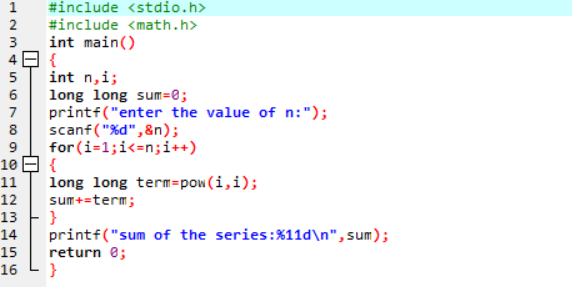 1 #include <stdio.h>
2 #include <math.h>
3 int main()
4 {
5 int n,i;
6 long long sum=0;
7 printf("enter the value of n:");
8 scanf("%d",&n);
9 for(i=1;i<=n;i++)
10 {
11 long long term=pow(i,i);
12 sum+=term;
13 }
14 printf("sum of the series:%11d\n",sum);
15 return 0;
16 }